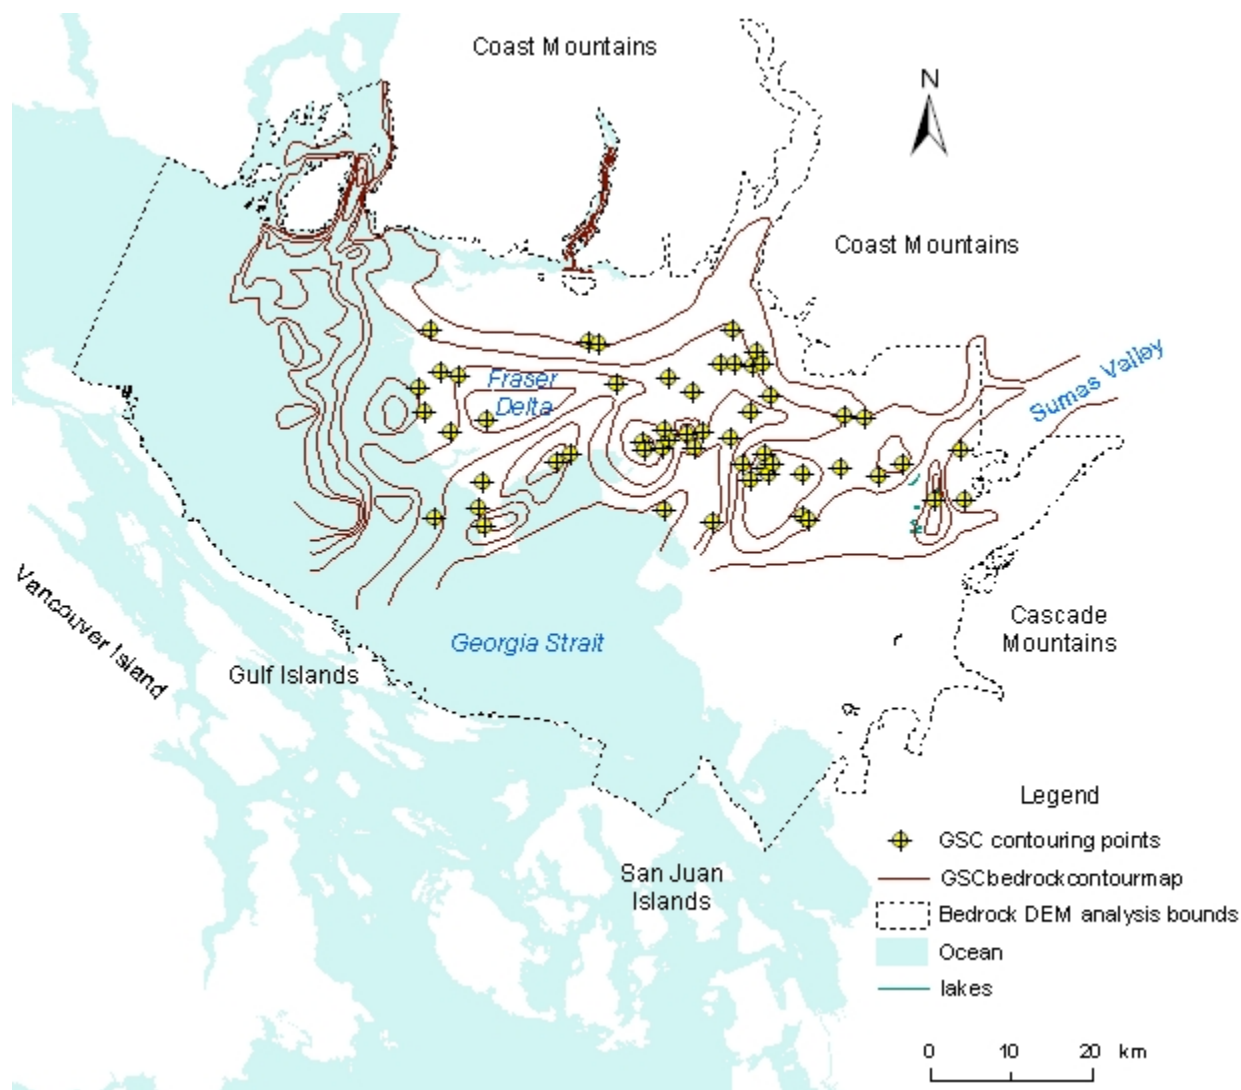 Coast Mountains
N
Coast Mountains
Sumas Valley
Fraser
Delta
Vancouver Island
Georgia Strait
Gulf Islands
Cascade
Mountains
San Juan
Islands
Legend
GSC contouring points
GSCbedrockcontourmap
Bedrock DEM analysis bounds
Ocean
lakes
0 10 20 km